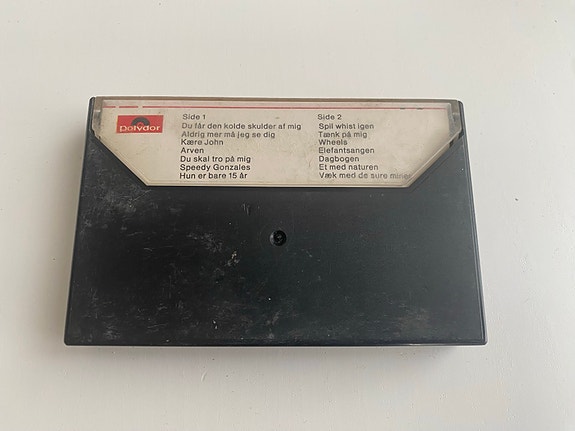 polydor
Side 1
Du får den kolde skulder af mig
Aldrig mer må jeg se dig
Kære John
Arven
Du skal tro på mig
Speedy Gonzales
Hun er bare 15 år
Side 2
Spil whist igen
Tænk på mig
Wheels
Elefantsangen
Dagbogen
Et med naturen
Væk med de sure miner